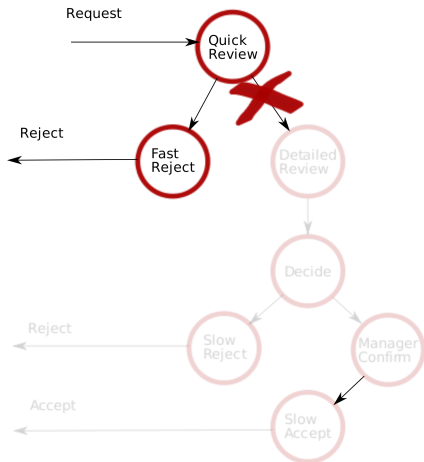 Request
Quick
Review
Reject
Fast
Reject
Detailed
Review
Decide
Reject
Slow
Reject
Manager
Confirm
Accept
Slow
Accept